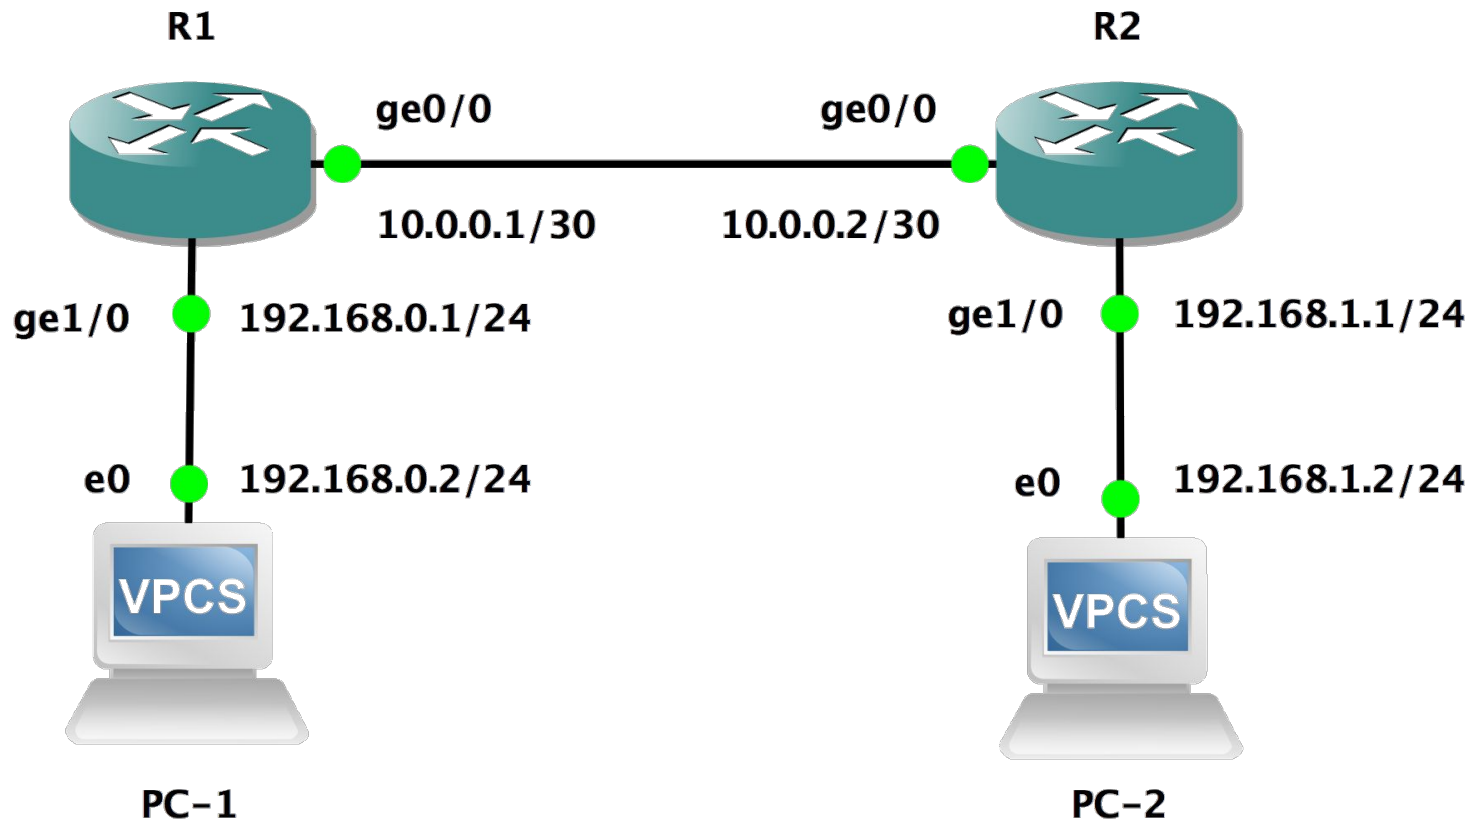 R1
R2
ge0/0
ge0/0
10.0.0.1/30
10.0.0.2/30
ge1/0
192.168.0.1/24
ge1/0
192.168.1.1/24
e0
192.168.0.2/24
e0
192.168.1.2/24
VPCS
VPCS
PC-1
PC-2